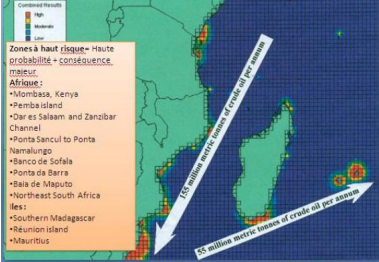 Combined Results
High
Moderate
Low
Zones à haut risque= Haute
probabilité + conséquence
majeur
Afrique :
•Mombasa, Kenya
•Pemba island
•Dar es Salaam and Zanzibar
Channel
•Ponta Sancul to Ponta
Namalungo
•Banco de Sofala
•Ponta da Barra
•Baia de Maputo
•Northeast South Africa
Iles :
•Southern Madagascar
•Réunion island
•Mauritius
155 million metric tonnes of crude oil per annum
55 million metric tonnes of crude oil per annum